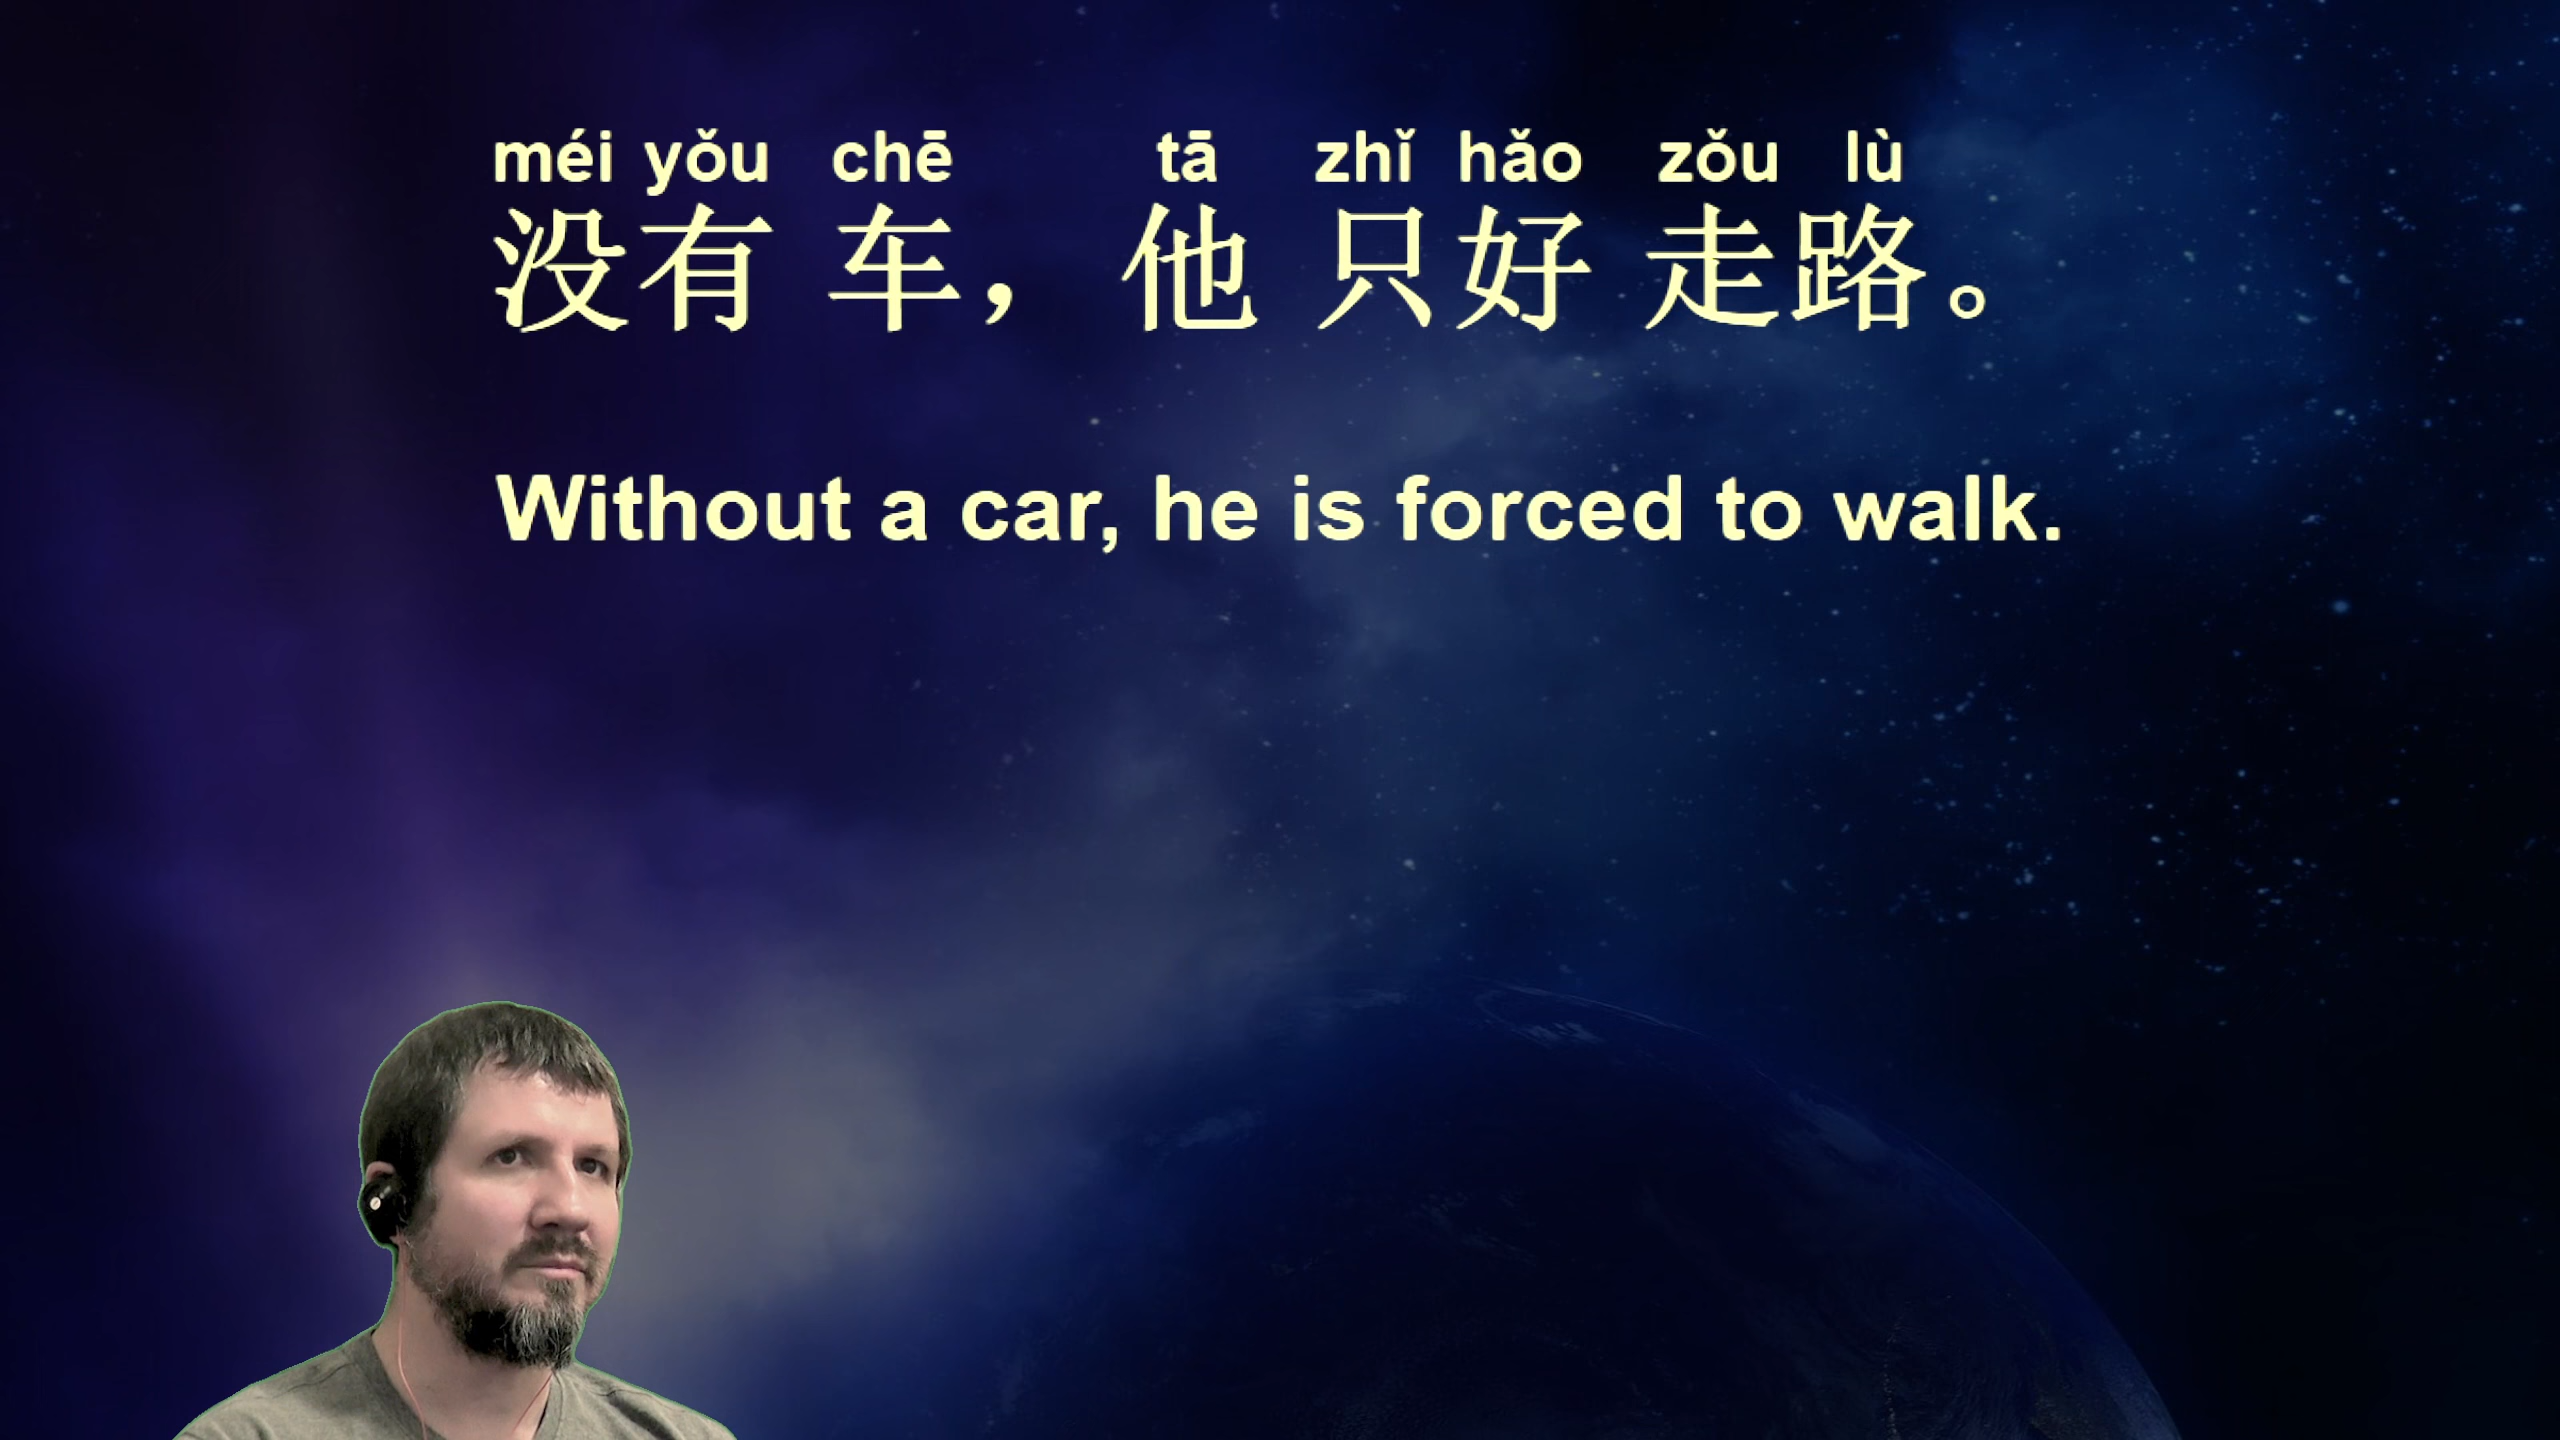 méi yǒu chē tā zhǐ hǎo zǒu lù
没有 车， 他 只好 走路。
Without a car, he is forced to walk.